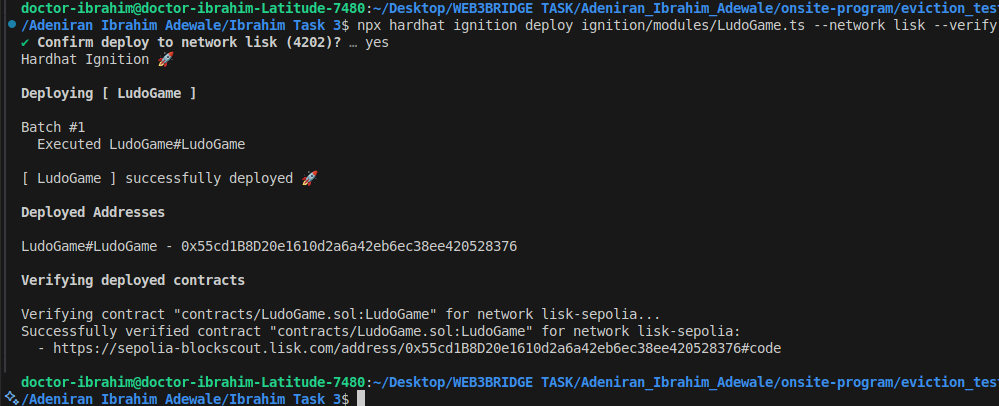 doctor-ibrahim@doctor-ibrahim-Latitude-7480:~/Desktop/WEB3BRIDGE TASK/Adeniran_Ibrahim_Adewale/onsite-program/eviction_tes
/Adeniran Ibrahim Adewale/Ibrahim Task 3$ npx hardhat ignition deploy ignition/modules/LudoGame.ts --network lisk --verify
✔ Confirm deploy to network lisk (4202)? … yes
Hardhat Ignition 🚀
Deploying [ LudoGame ]
Batch #1
Executed LudoGame#LudoGame
[ LudoGame ] successfully deployed 🚀
Deployed Addresses
LudoGame#LudoGame - 0x55cd1B8D20e1610d2a6a42eb6ec38ee420528376
Verifying deployed contracts
Verifying contract "contracts/LudoGame.sol:LudoGame" for network lisk-sepolia...
Successfully verified contract "contracts/LudoGame.sol:LudoGame" for network lisk-sepolia:
- https://sepolia-blockscout.lisk.com/address/0x55cd1B8D20e1610d2a6a42eb6ec38ee420528376#code
doctor-ibrahim@doctor-ibrahim-Latitude-7480:~/Desktop/WEB3BRIDGE TASK/Adeniran_Ibrahim_Adewale/onsite-program/eviction_tes
/Adeniran Ibrahim Adewale/Ibrahim Task 3$